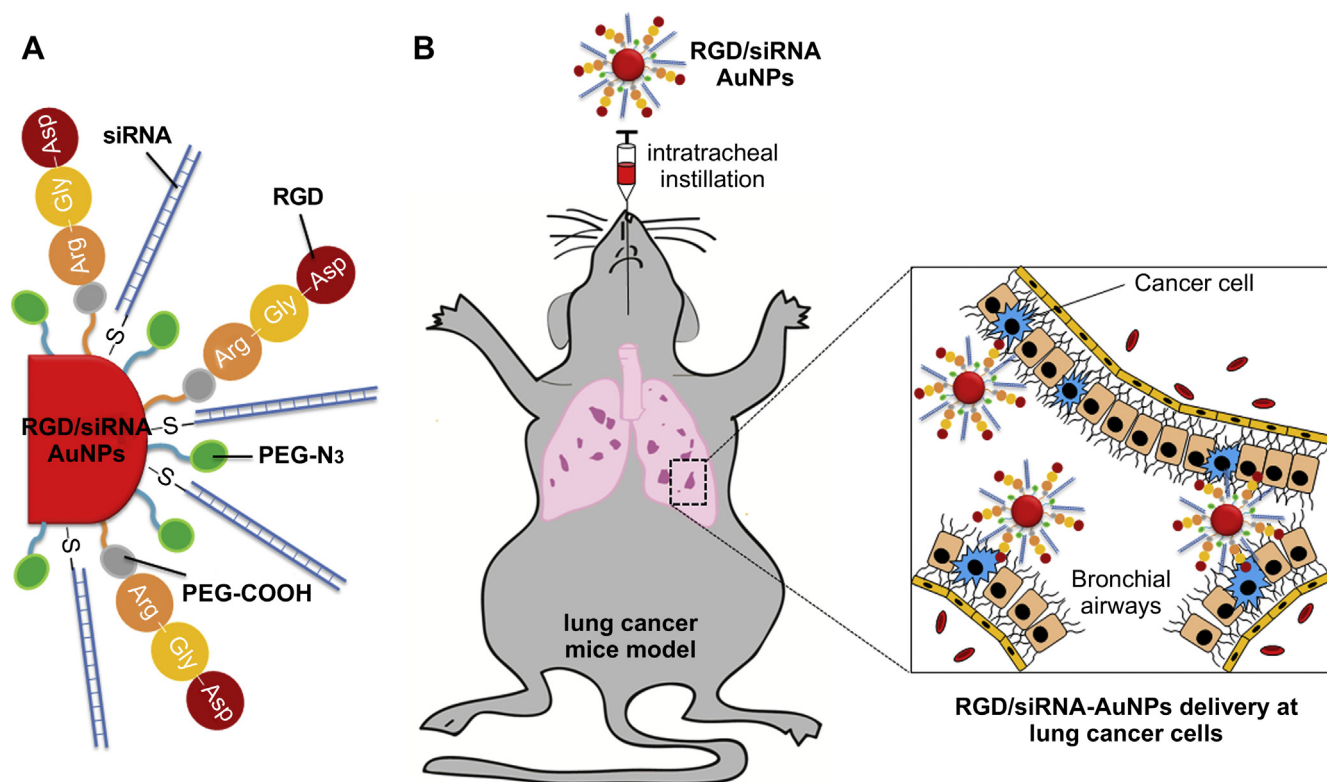 A
siRNA
RGD
Asp
Gly
Arg
Asp
Gly
Arg
S
S
S
S
RGD/siRNA
AuNPs
PEG-N3
PEG-COOH
Arg
Gly
Asp
B
RGD/siRNA
AuNPs
intratracheal
instillation
lung cancer
mice model
Cancer cell
Bronchial
airways
RGD/siRNA-AuNPs delivery at
lung cancer cells